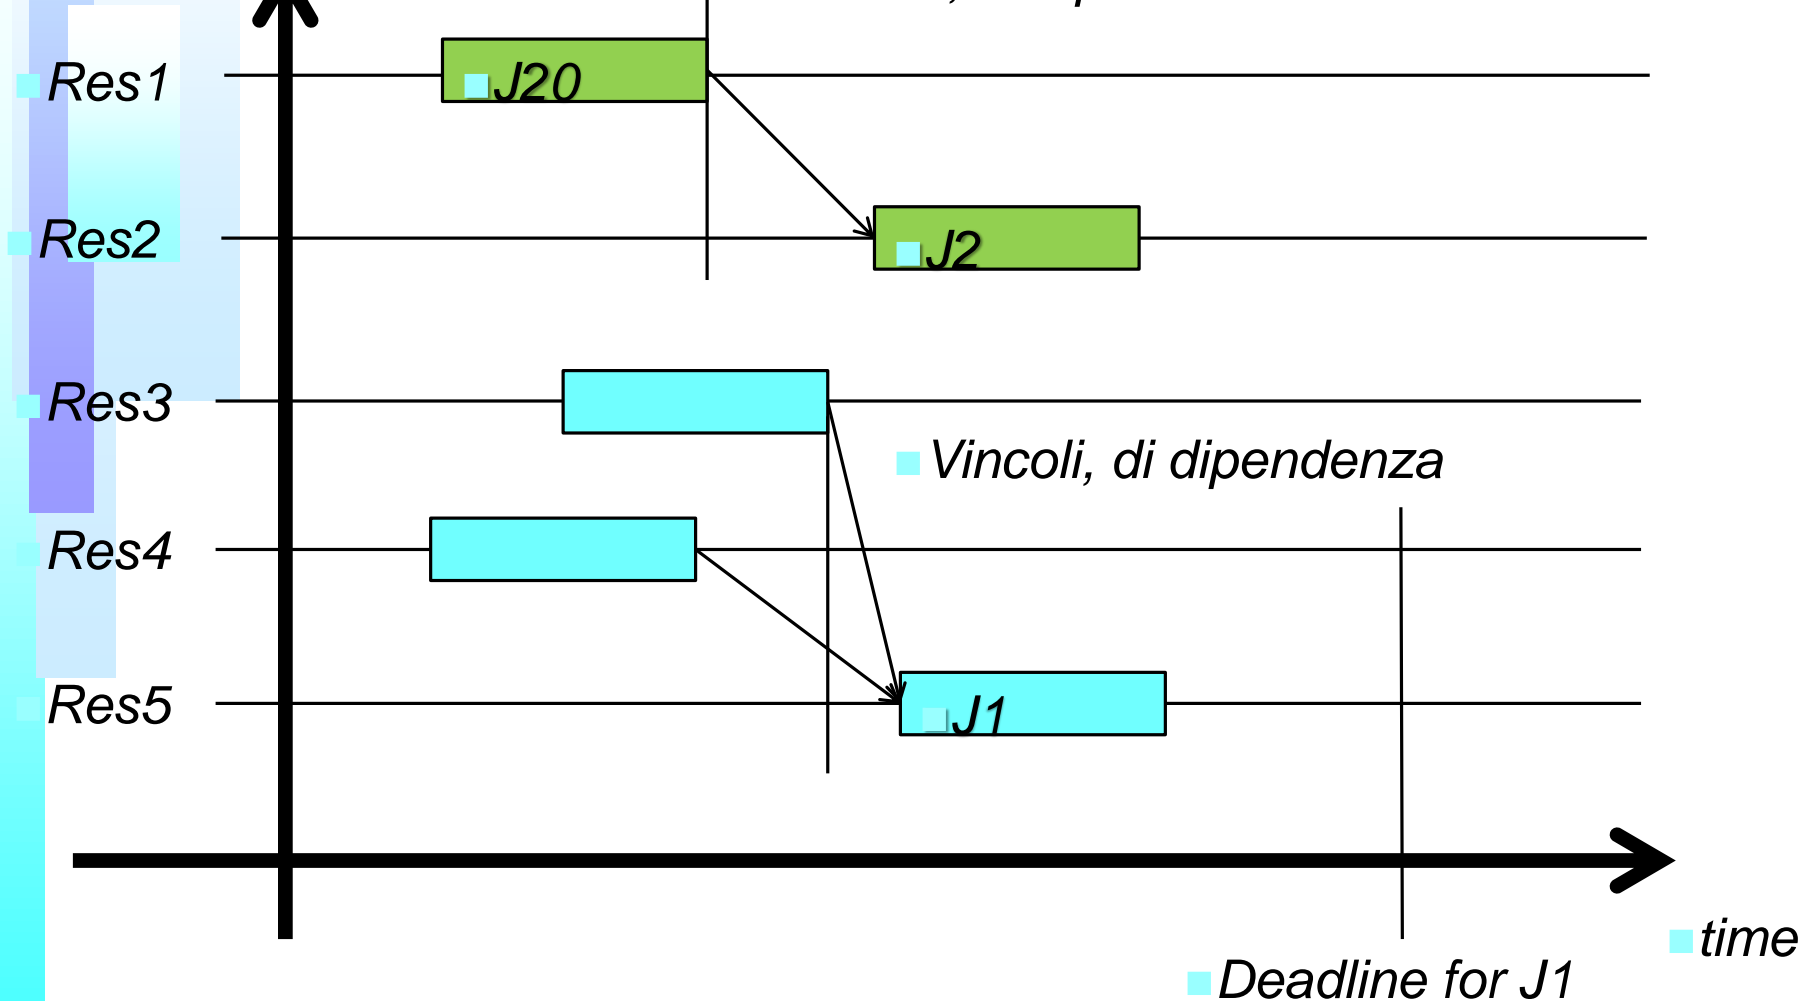 Res1
J20
Res2
J2
Res3
Vincoli, di dipendenza
Res4
Res5
J1
time
Deadline for J1